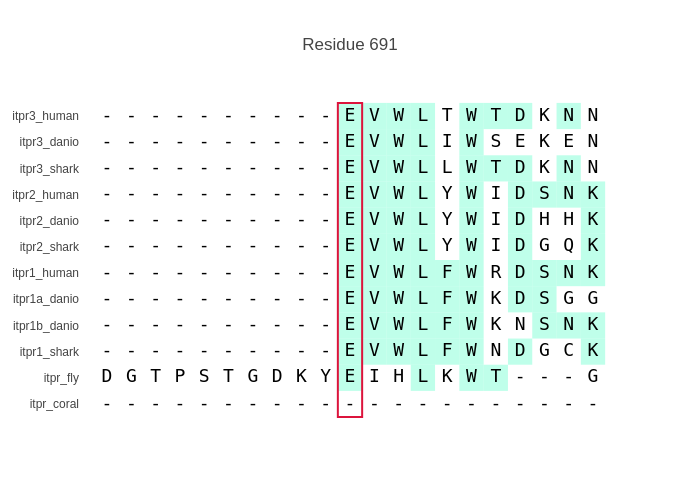 Residue 691
itpr3_human - - - - - - - - - - E V W L T W T D K N N
itpr3_danio - - - - - - - - - - E V W L I W S E K E N
itpr3_shark - - - - - - - - - - E V W L L W T D K N N
itpr2_human - - - - - - - - - - E V W L Y W I D S N K
itpr2_danio - - - - - - - - - - E V W L Y W I D H H K
itpr2_shark - - - - - - - - - - E V W L Y W I D G Q K
itpr1_human - - - - - - - - - - E V W L F W R D S N K
itpr1a_danio - - - - - - - - - - E V W L F W K D S G G
itpr1b_danio - - - - - - - - - - E V W L F W K N S N K
itpr1_shark - - - - - - - - - - E V W L F W N D G C K
itpr_fly D G T P S T G D K Y E I H L K W T - - - G
itpr_coral - - - - - - - - - - - - - - - - - - - - -